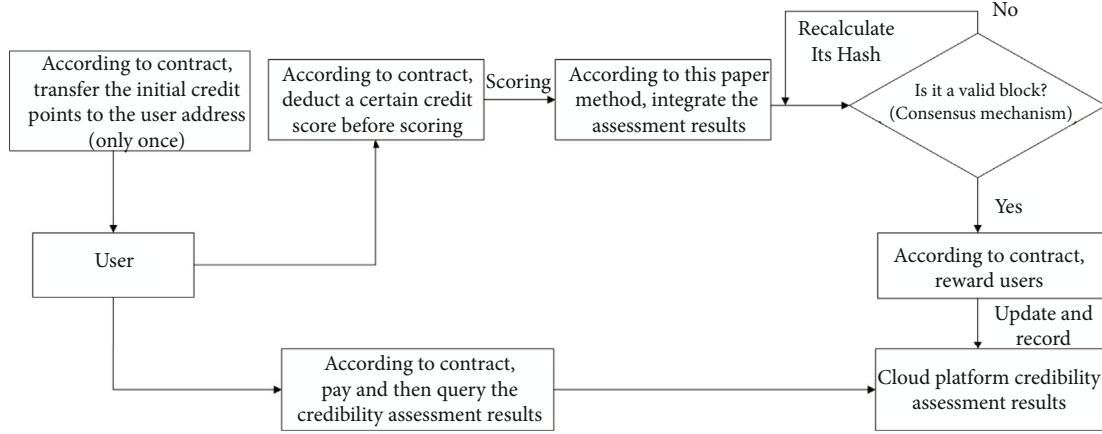 According to contract,
transfer the initial credit
points to the user address
(only once)
User
According to contract,
deduct a certain credit
score before scoring
Scoring
According to this paper
method, integrate the
assessment results
Recalculate
Its Hash
No
Is it a valid block?
(Consensus mechanism)
Yes
According to contract,
reward users
Update and
record
According to contract,
pay and then query the
credibility assessment results
Cloud platform credibility
assessment results